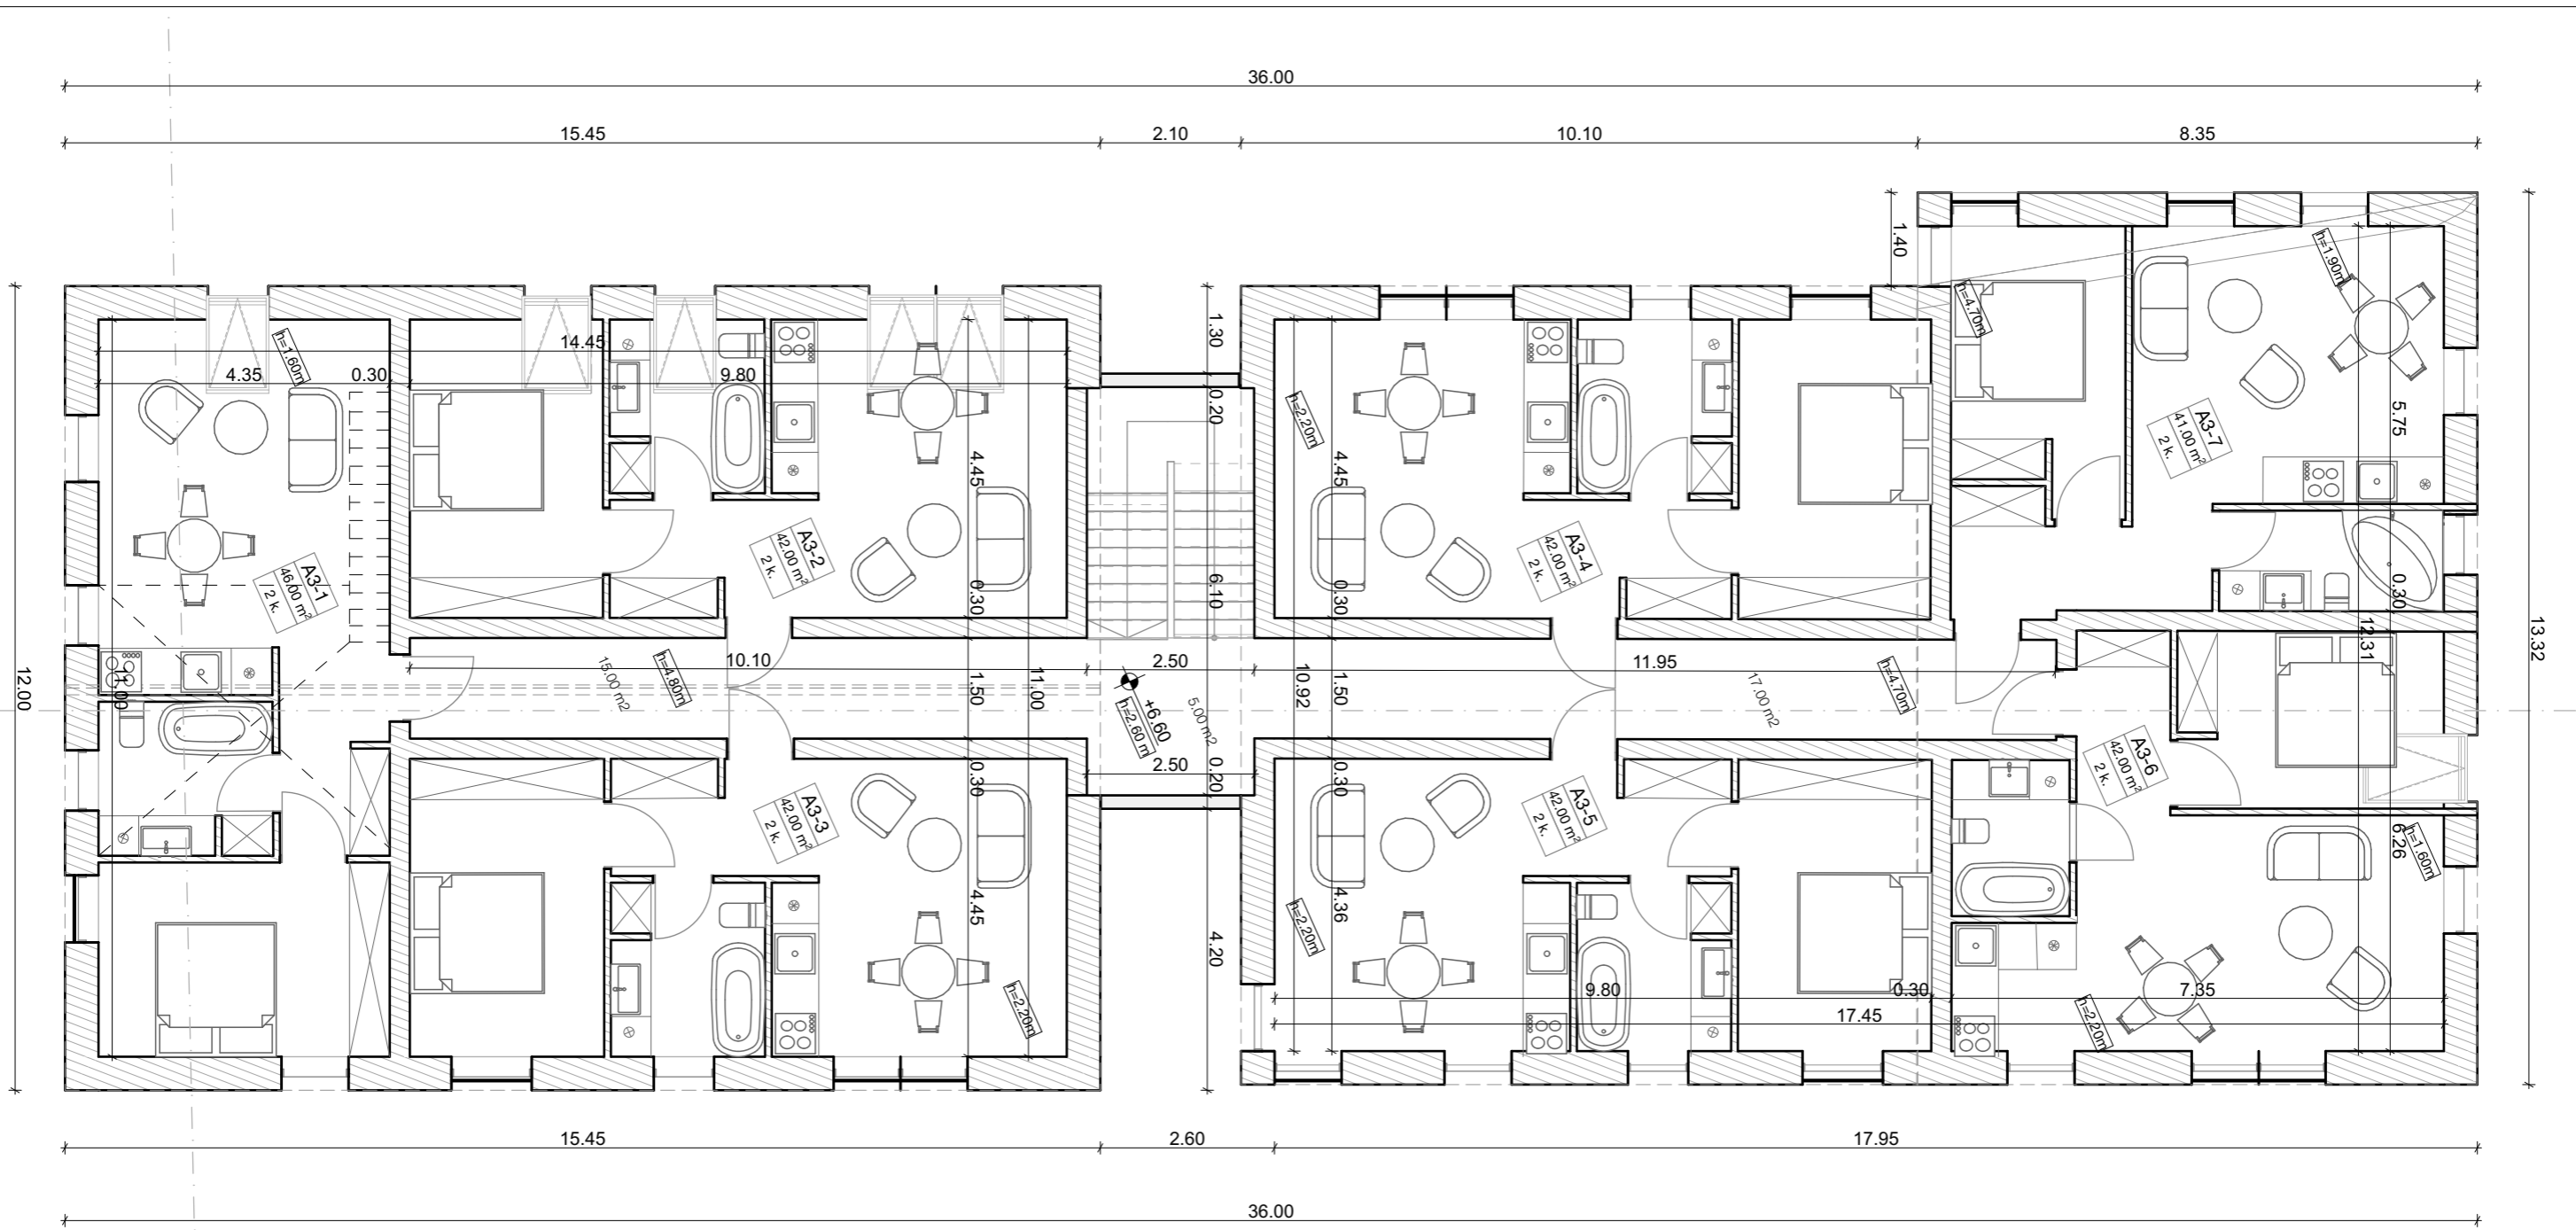 36.00
15.45
2.10
10.10
8.35
1.40
h=1.90m
h=4.70m
1.30
14.45
h=1.60m
4.35
0.30
9.80
0.20
h=2.20m
5.75
A3-7
41.00 m²
2 k.
4.45
4.45
A3-2
42.00 m²
2 k.
A3-4
42.00 m²
2 k.
A3-1
46.00 m²
2 k.
0.30
6.10
0.30
0.30
13.32
12.31
10.10
2.50
11.95
15.00 m2
h=4.80m
12.00
11.00
1.50
11.00
+6.60
h=2.60 m
5.00 m2
10.92
1.50
17.00 m2
h=4.70m
A3-6
42.00 m²
2 k.
2.50
0.20
0.30
0.30
A3-3
42.00 m²
2 k.
A3-5
42.00 m²
2 k.
6.26
h=1.60m
4.45
4.36
h=2.20m
4.20
9.80
0.30
7.35
h=2.20m
17.45
h=2.20m
15.45
2.60
17.95
36.00